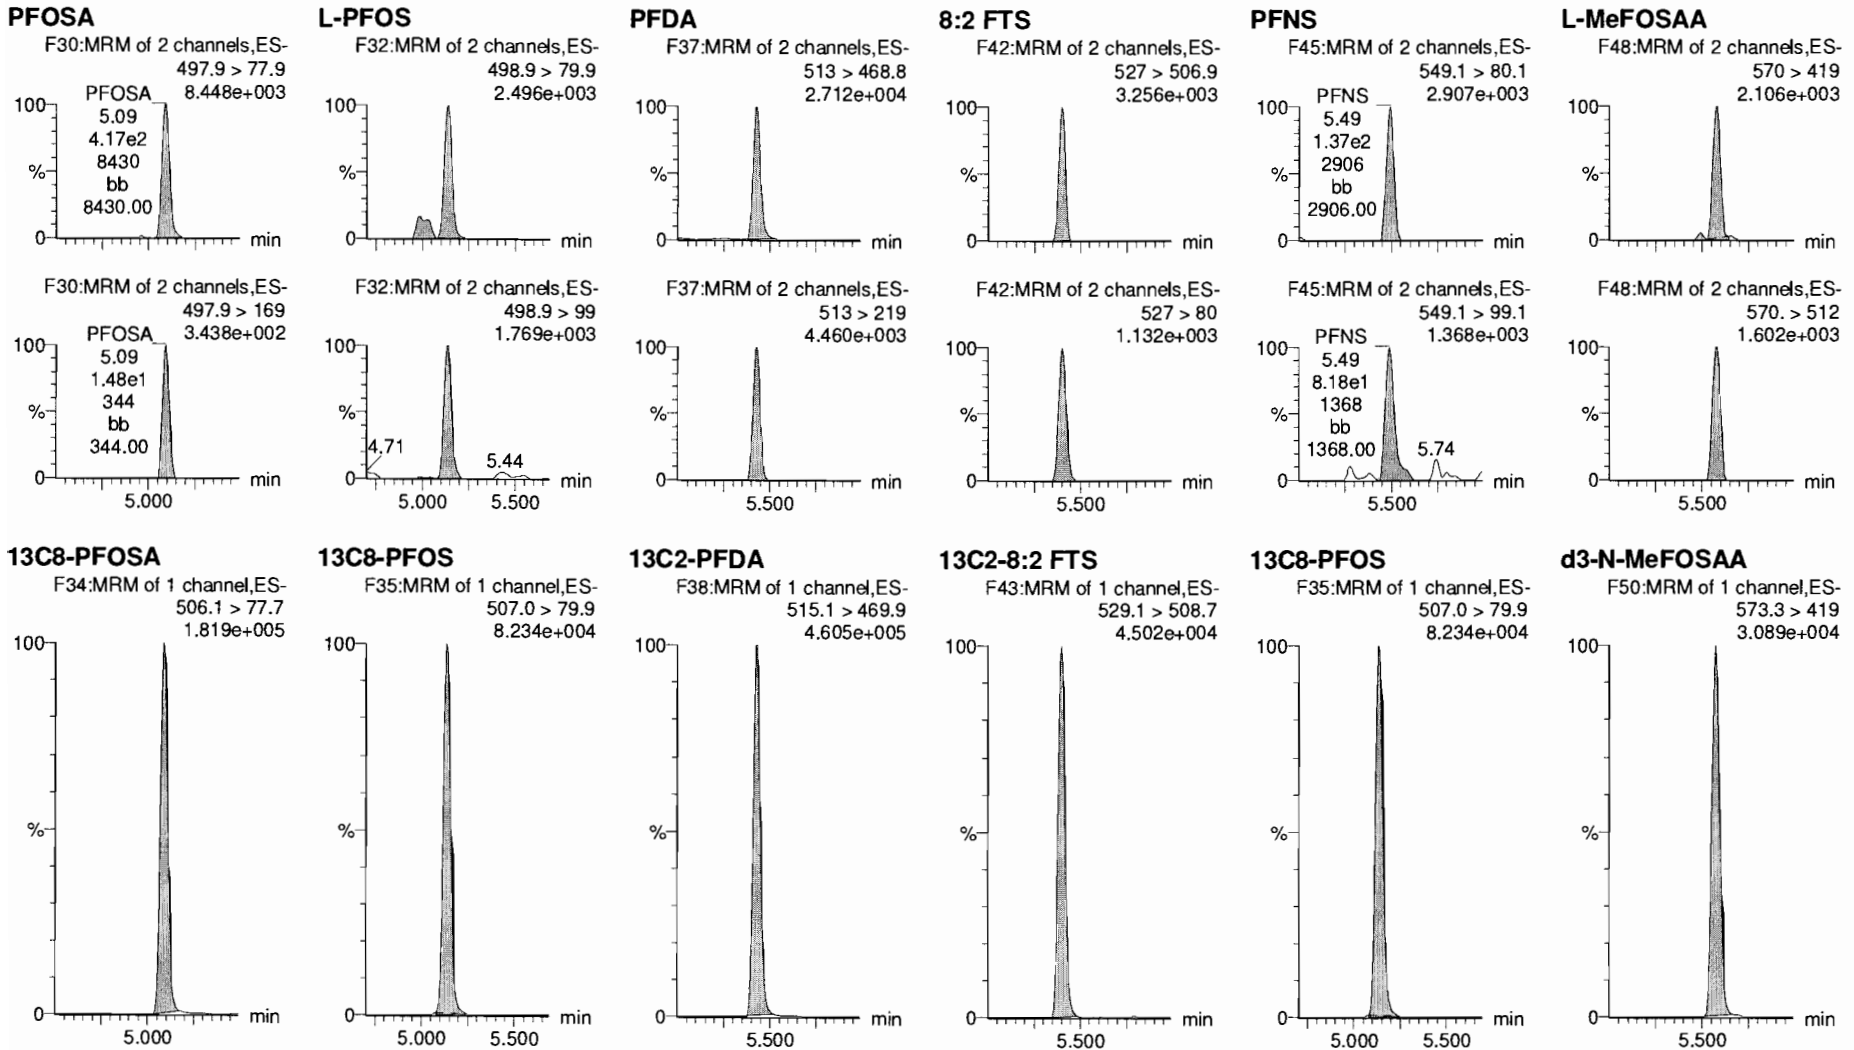 PFOSA
F30:MRM of 2 channels,ES-
497.9 > 77.9
8.448e+003
PFOSA
5.09
4.17e2
8430
bb
8430.00
100
%
0
min
L-PFOS
F32:MRM of 2 channels,ES-
498.9 > 79.9
2.496e+003
100
%
0
min
PFDA
F37:MRM of 2 channels,ES-
513 > 468.8
2.712e+004
100
%
0
min
8:2 FTS
F42:MRM of 2 channels,ES-
527 > 506.9
3.256e+003
100
%
0
min
PFNS
F45:MRM of 2 channels,ES-
549.1 > 80.1
2.907e+003
PFNS
5.49
1.37e2
2906
bb
2906.00
100
%
0
min
L-MeFOSAA
F48:MRM of 2 channels,ES-
570 > 419
2.106e+003
100
%
0
min
F30:MRM of 2 channels,ES-
497.9 > 169
3.438e+002
PFOSA
5.09
1.48e1
344
bb
344.00
100
%
0
min
5.000
F32:MRM of 2 channels,ES-
498.9 > 99
1.769e+003
100
%
4.71
5.44
0
min
5.000 5.500
F37:MRM of 2 channels,ES-
513 > 219
4.460e+003
100
%
0
min
5.500
F42:MRM of 2 channels,ES-
527 > 80
1.132e+003
100
%
0
min
5.500
F45:MRM of 2 channels,ES-
549.1 > 99.1
1.368e+003
PFNS
5.49
8.18e1
1368
bb
1368.00
5.74
100
%
0
min
5.500
F48:MRM of 2 channels,ES-
570. > 512
1.602e+003
100
%
0
min
5.500
13C8-PFOSA
F34:MRM of 1 channel,ES-
506.1 > 77.7
1.819e+005
100
%
0
min
5.000
13C8-PFOS
F35:MRM of 1 channel,ES-
507.0 > 79.9
8.234e+004
100
%
0
min
5.000 5.500
13C2-PFDA
F38:MRM of 1 channel,ES-
515.1 > 469.9
4.605e+005
100
%
0
min
5.500
13C2-8:2 FTS
F43:MRM of 1 channel,ES-
529.1 > 508.7
4.502e+004
100
%
0
min
5.500
13C8-PFOS
F35:MRM of 1 channel,ES-
507.0 > 79.9
8.234e+004
100
%
0
min
5.000 5.500
d3-N-MeFOSAA
F50:MRM of 1 channel,ES-
573.3 > 419
3.089e+004
100
%
0
min
5.500